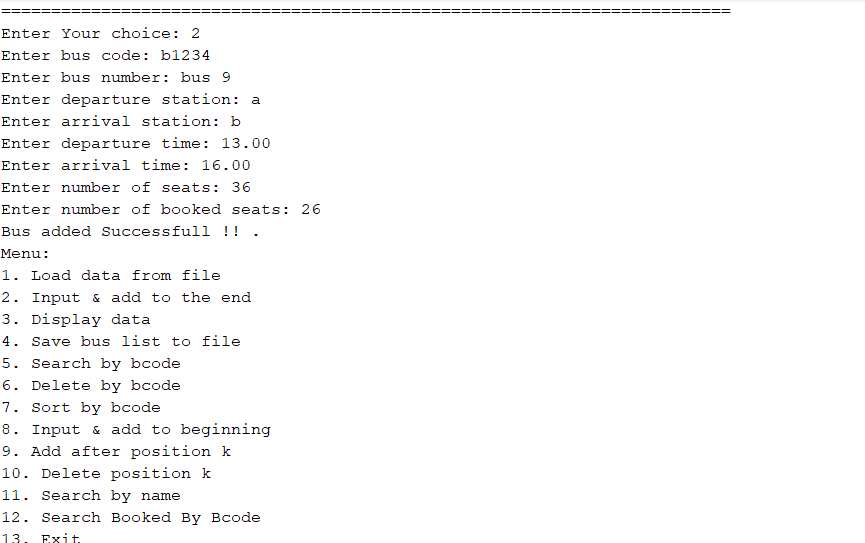 =========================================================================
Enter Your choice: 2
Enter bus code: b1234
Enter bus number: bus 9
Enter departure station: a
Enter arrival station: b
Enter departure time: 13.00
Enter arrival time: 16.00
Enter number of seats: 36
Enter number of booked seats: 26
Bus added Successfull !! .
Menu:
1. Load data from file
2. Input & add to the end
3. Display data
4. Save bus list to file
5. Search by bcode
6. Delete by bcode
7. Sort by bcode
8. Input & add to beginning
9. Add after position k
10. Delete position k
11. Search by name
12. Search Booked By Bcode
13. Exit